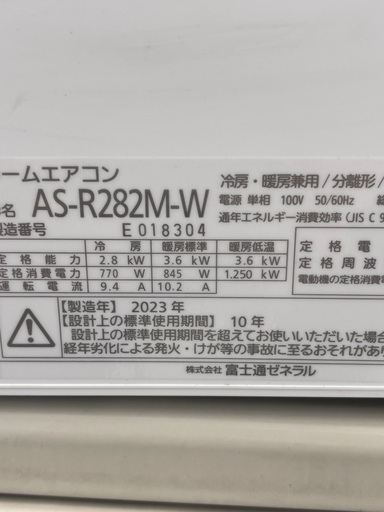 ームエアコン
名 AS-R282M-W
冷房・暖房兼用/分離形/
電源 単相 100V 50/60Hz
通年エネルギー消費効率(JIS C 9
製造番号 E018304
冷 房 暖房標準 暖房低温
定格能力 2.8 kW 3.6 kW 3.6 kW
定格消費電力 770 W 845 W 1,250 kW
運転電流 9.4 A 10.2 A
定 格 電
定 格 周 波
電動機の定格消費電
【製造年】2023 年
【設計上の標準使用期間】 10 年
設計上の標準使用期間を超えてお使いいただいた場合
経年劣化による発火・けが等の事故に至るおそれがあり
株式会社 富士通ゼネラル